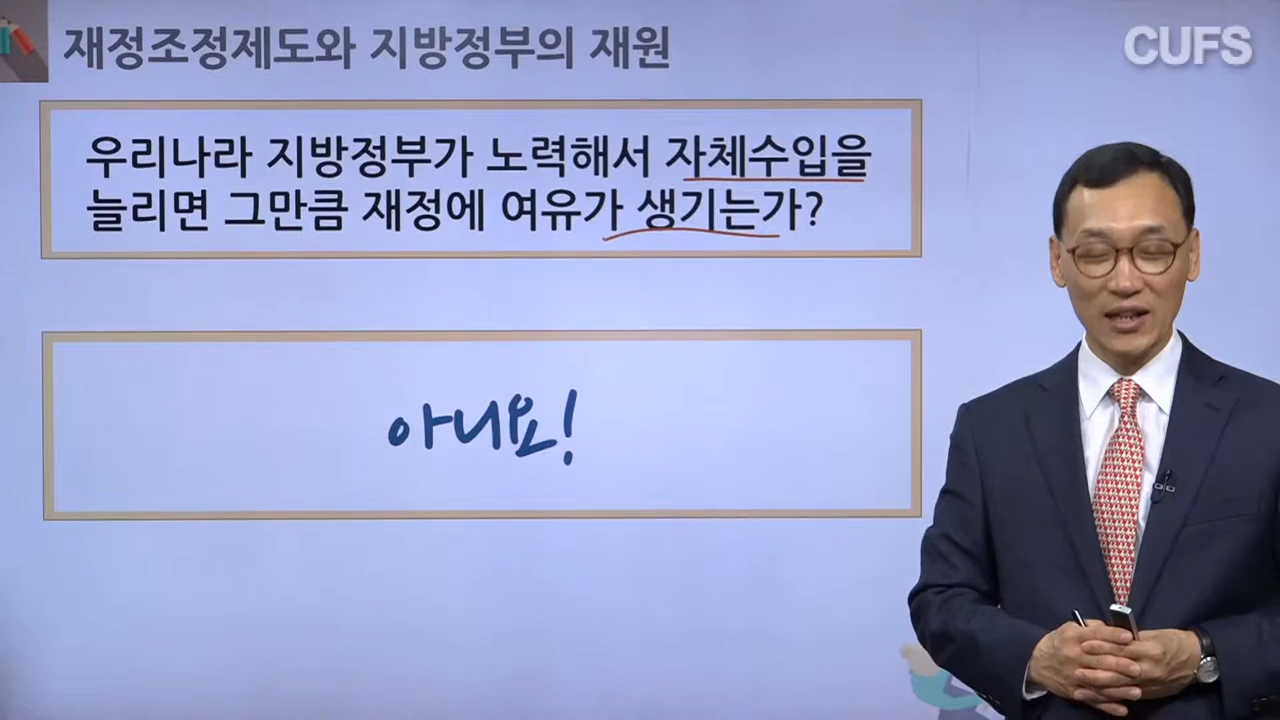 재정조정제도와 지방정부의 재원
CUFS
우리나라 지방정부가 노력해서 자체수입을
늘리면 그만큼 재정에 여유가 생기는가?
아니요!